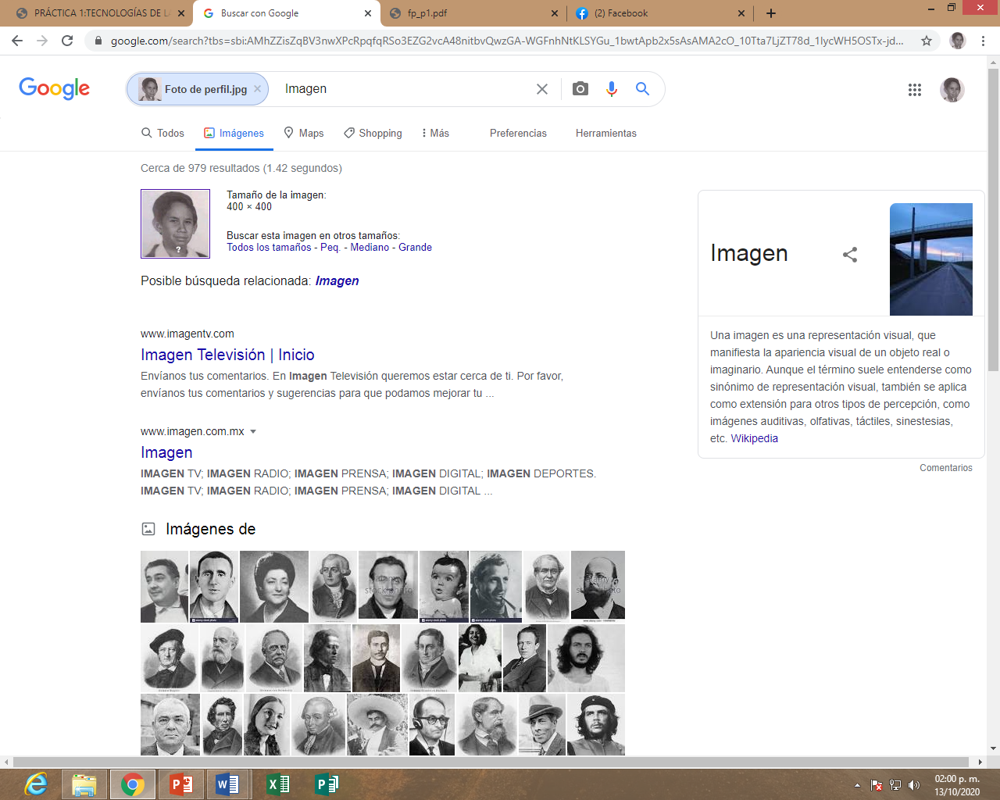 PRÁCTICA 1:TECNOLOGÍAS DE L
Buscar con Google
fp_p1.pdf
(2) Facebook
google.com/search?tbs=sbi:AMhZZisZqBV3nwXPcRpqfqRSo3EZG2vcA48nitbvQwzGA-WGFnhNtKLSYGu_1bwtApb2x5sAsAMA2cO_10Tta7LjZT78d_1IycWH5OSTx-jd...
Google
Foto de perfil.jpg
Imagen
Todos
Imágenes
Maps
Shopping
Más
Preferencias
Herramientas
Cerca de 979 resultados (1.42 segundos)
Tamaño de la imagen:
400 × 400
Buscar esta imagen en otros tamaños:
Todos los tamaños - Peq. - Mediano - Grande
Posible búsqueda relacionada: Imagen
www.imagentv.com
Imagen Televisión | Inicio
Envíanos tus comentarios. En Imagen Televisión queremos estar cerca de ti. Por favor,
envíanos tus comentarios y sugerencias para que podamos mejorar tu ...
www.imagen.com.mx
Imagen
IMAGEN TV; IMAGEN RADIO; IMAGEN PRENSA; IMAGEN DIGITAL; IMAGEN DEPORTES.
IMAGEN TV; IMAGEN RADIO; IMAGEN PRENSA; IMAGEN DIGITAL ...
Imágenes de
alamy
stock photo
Imagen
Una imagen es una representación visual, que
manifiesta la apariencia visual de un objeto real o
imaginario. Aunque el término suele entenderse como
sinónimo de representación visual, también se aplica
como extensión para otros tipos de percepción, como
imágenes auditivas, olfativas, táctiles, sinestesias,
etc. Wikipedia
Comentarios
02:00 p. m.
13/10/2020